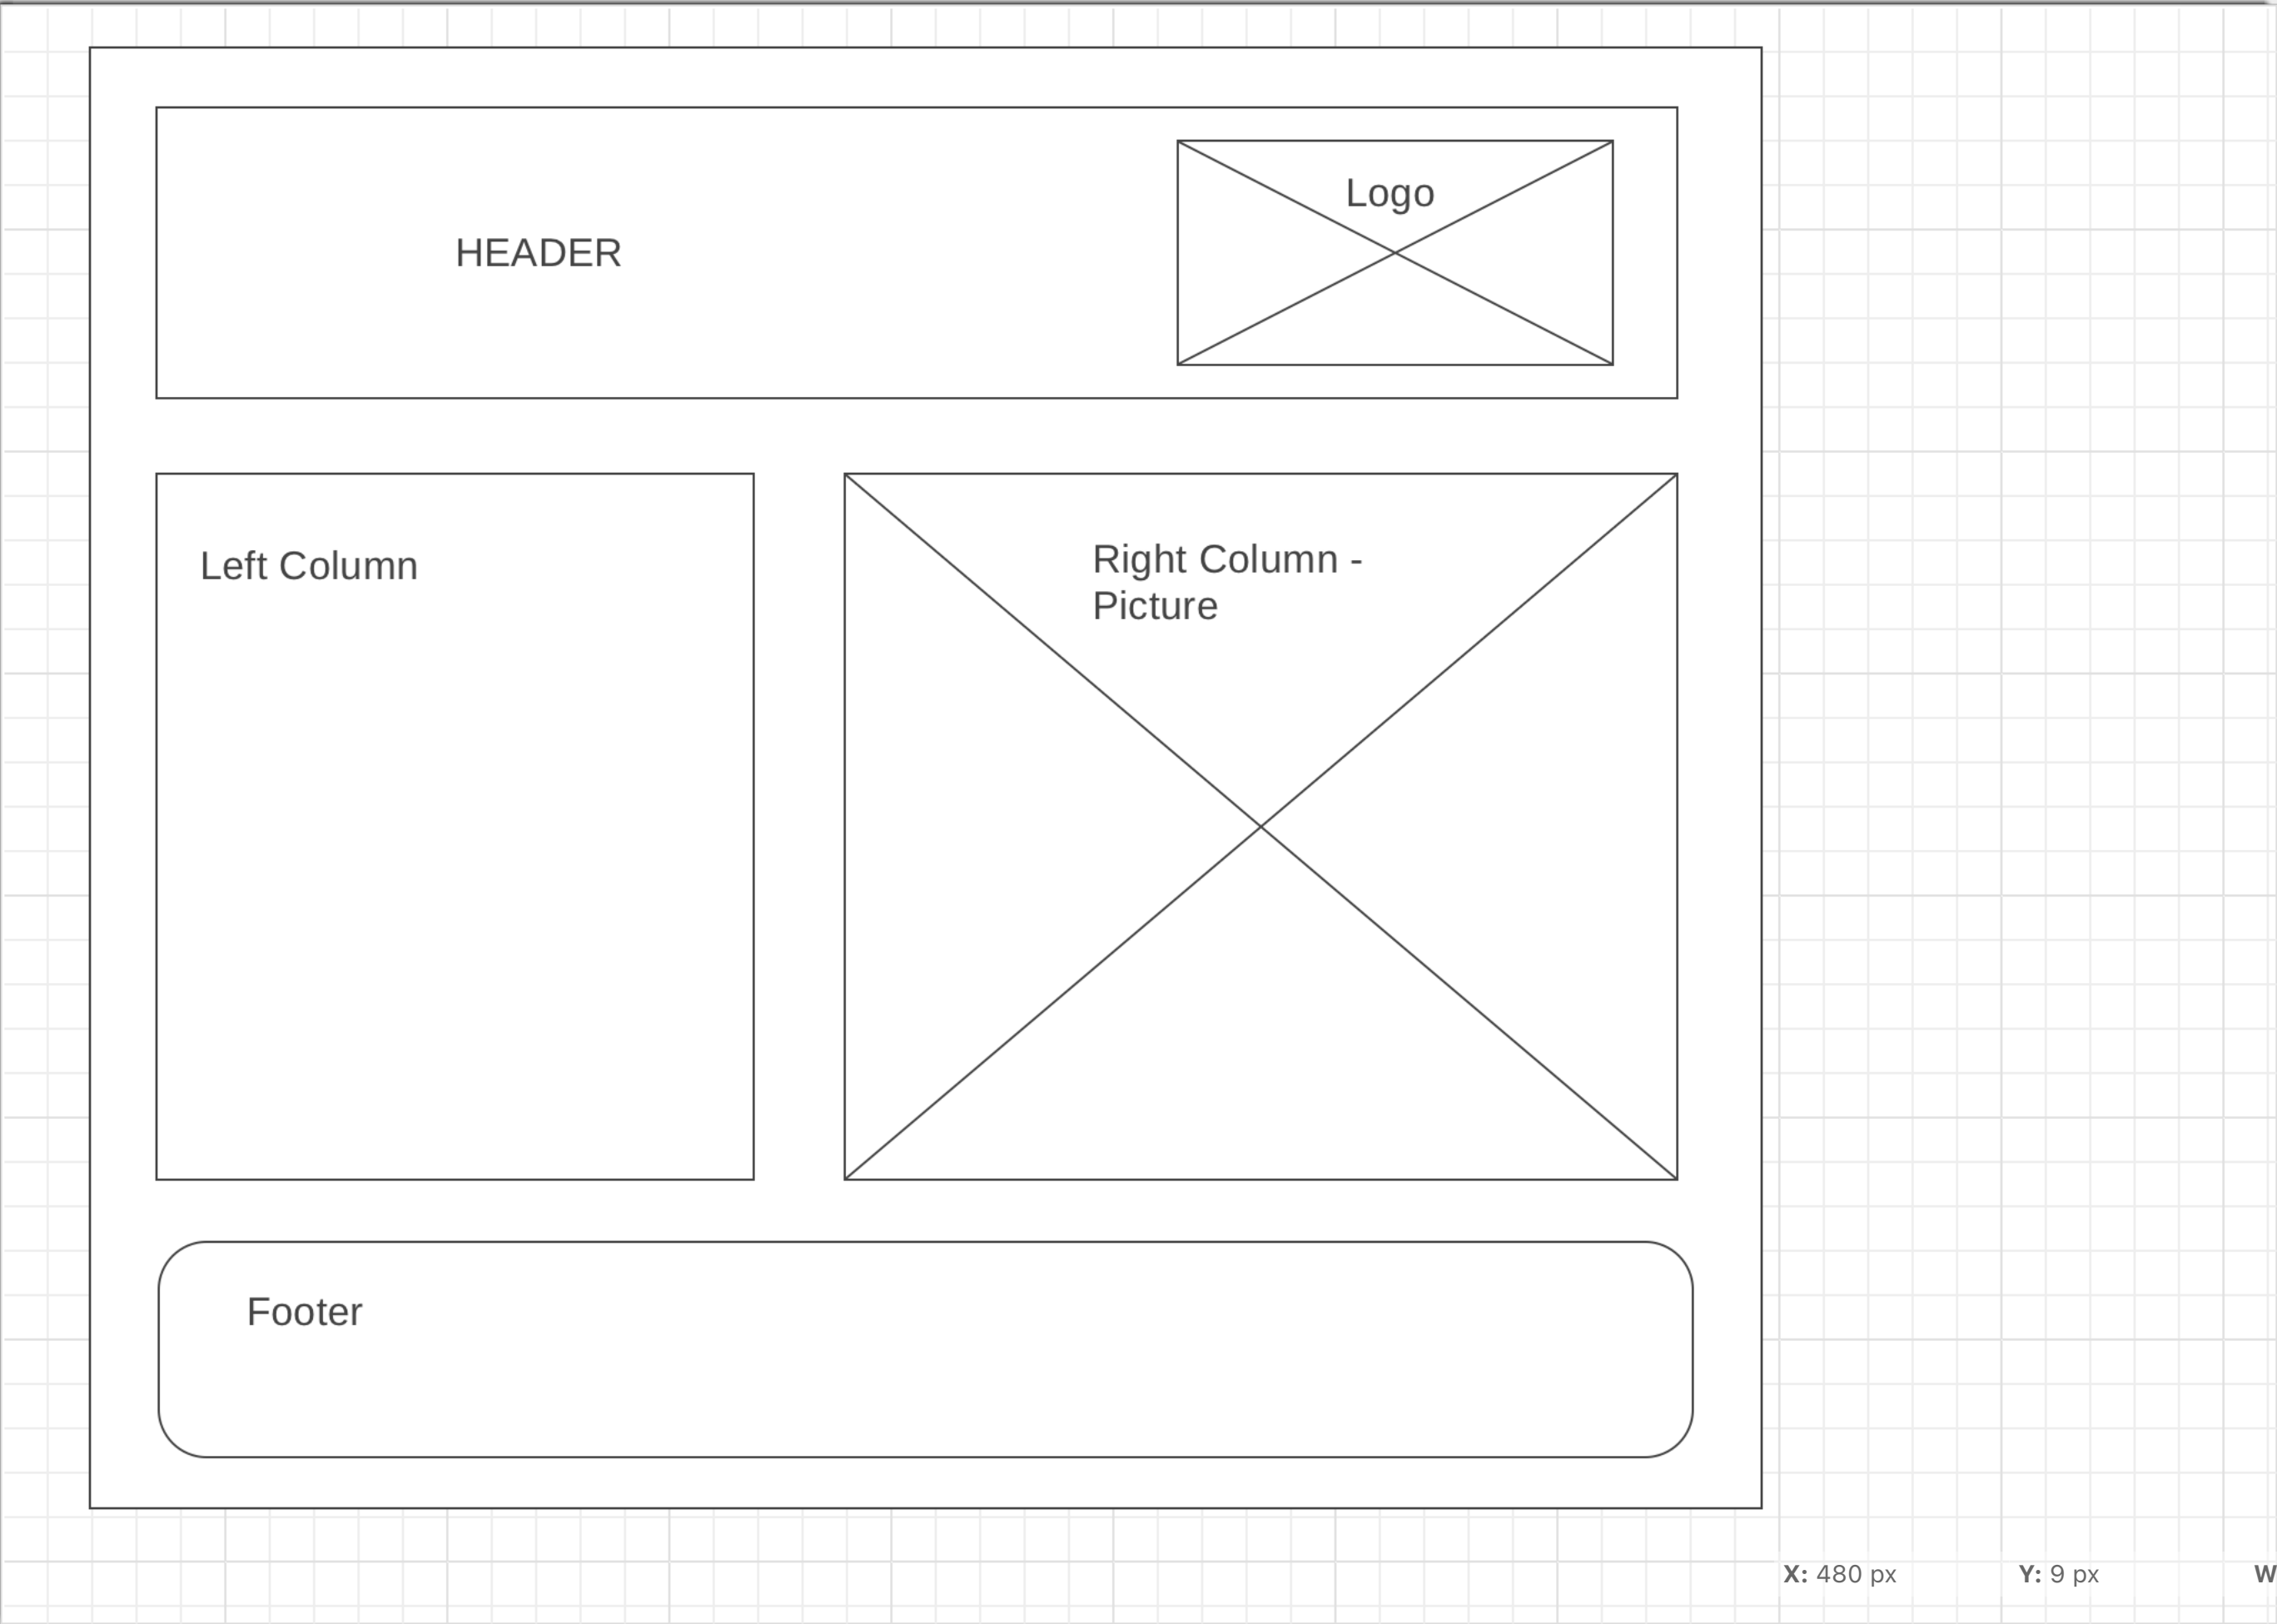 HEADER
Logo
Left Column
Right Column -
Picture
Footer
X: 480 px Y: 9 px W